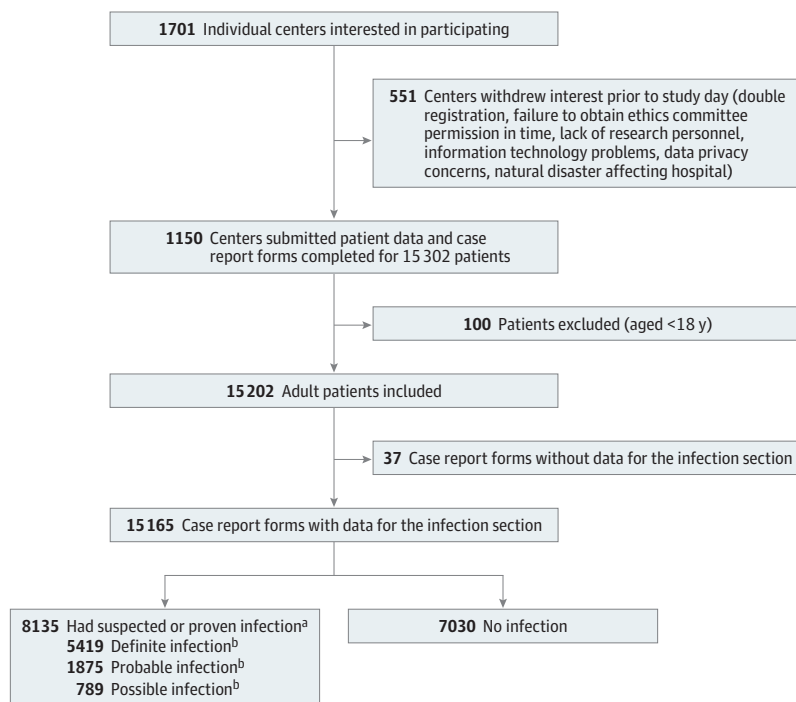 1701 Individual centers interested in participating
551 Centers withdrew interest prior to study day (double
registration, failure to obtain ethics committee
permission in time, lack of research personnel,
information technology problems, data privacy
concerns, natural disaster affecting hospital)
1150 Centers submitted patient data and case
report forms completed for 15 302 patients
100 Patients excluded (aged <18 y)
15 202 Adult patients included
37 Case report forms without data for the infection section
15 165 Case report forms with data for the infection section
8135 Had suspected or proven infectionᵃ
5419 Definite infectionᵇ
1875 Probable infectionᵇ
789 Possible infectionᵇ
7030 No infection